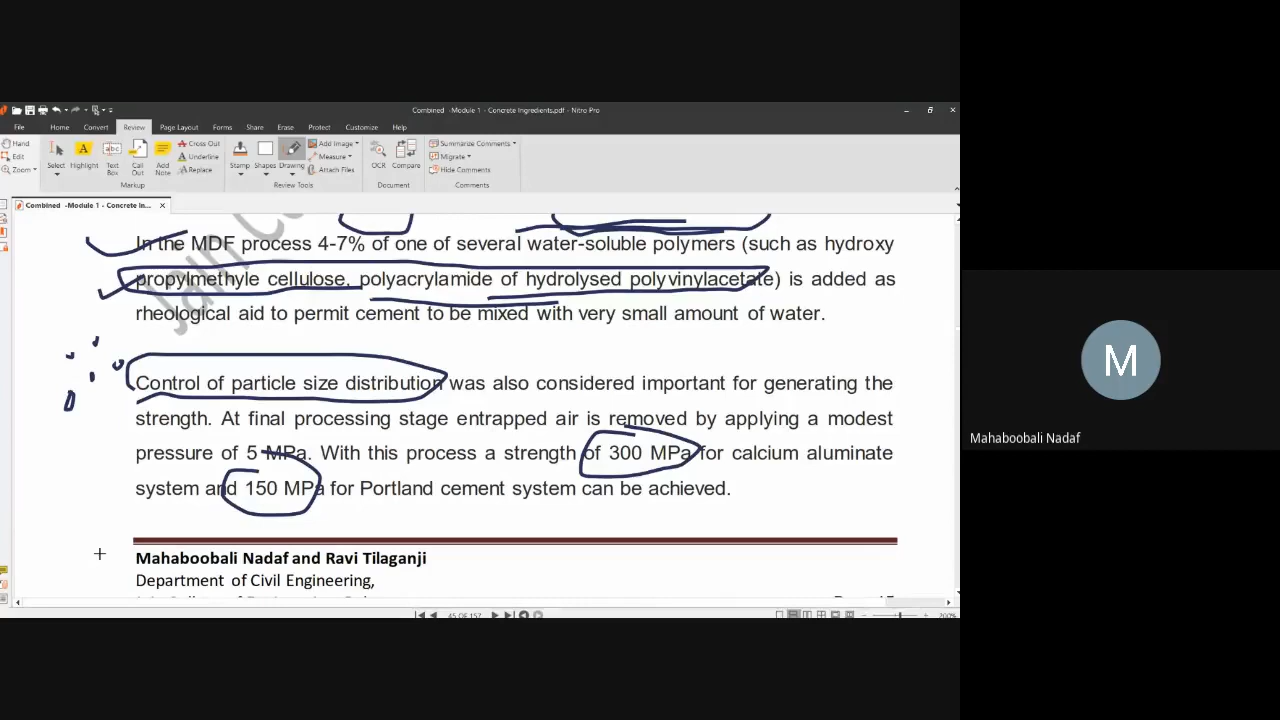 Combined -Module 1 - Concrete Ingredients.pdf - Nitro Pro
File Home Convert Review Page Layout Forms Share Erase Protect Customize Help
Hand
Edit
Zoom
Select
Highlight
Text Box
Call Out
Add Note
Cross Out
Underline
Replace
Markup
Stamp
Shapes
Drawing
Add Image
Measure
Attach Files
Review Tools
OCR
Compare
Document
Summarize Comments
Migrate
Hide Comments
Comments
Combined -Module 1 - Concrete In...
In the MDF process 4-7% of one of several water-soluble polymers (such as hydroxy
propylmethyle cellulose, polyacrylamide of hydrolysed polyvinylacetate) is added as
rheological aid to permit cement to be mixed with very small amount of water.
Control of particle size distribution was also considered important for generating the
strength. At final processing stage entrapped air is removed by applying a modest
pressure of 5 MPa. With this process a strength of 300 MPa for calcium aluminate
system and 150 MPa for Portland cement system can be achieved.
Mahaboobali Nadaf and Ravi Tilaganji
Department of Civil Engineering,
45 OF 157
200%
M
Mahaboobali Nadaf